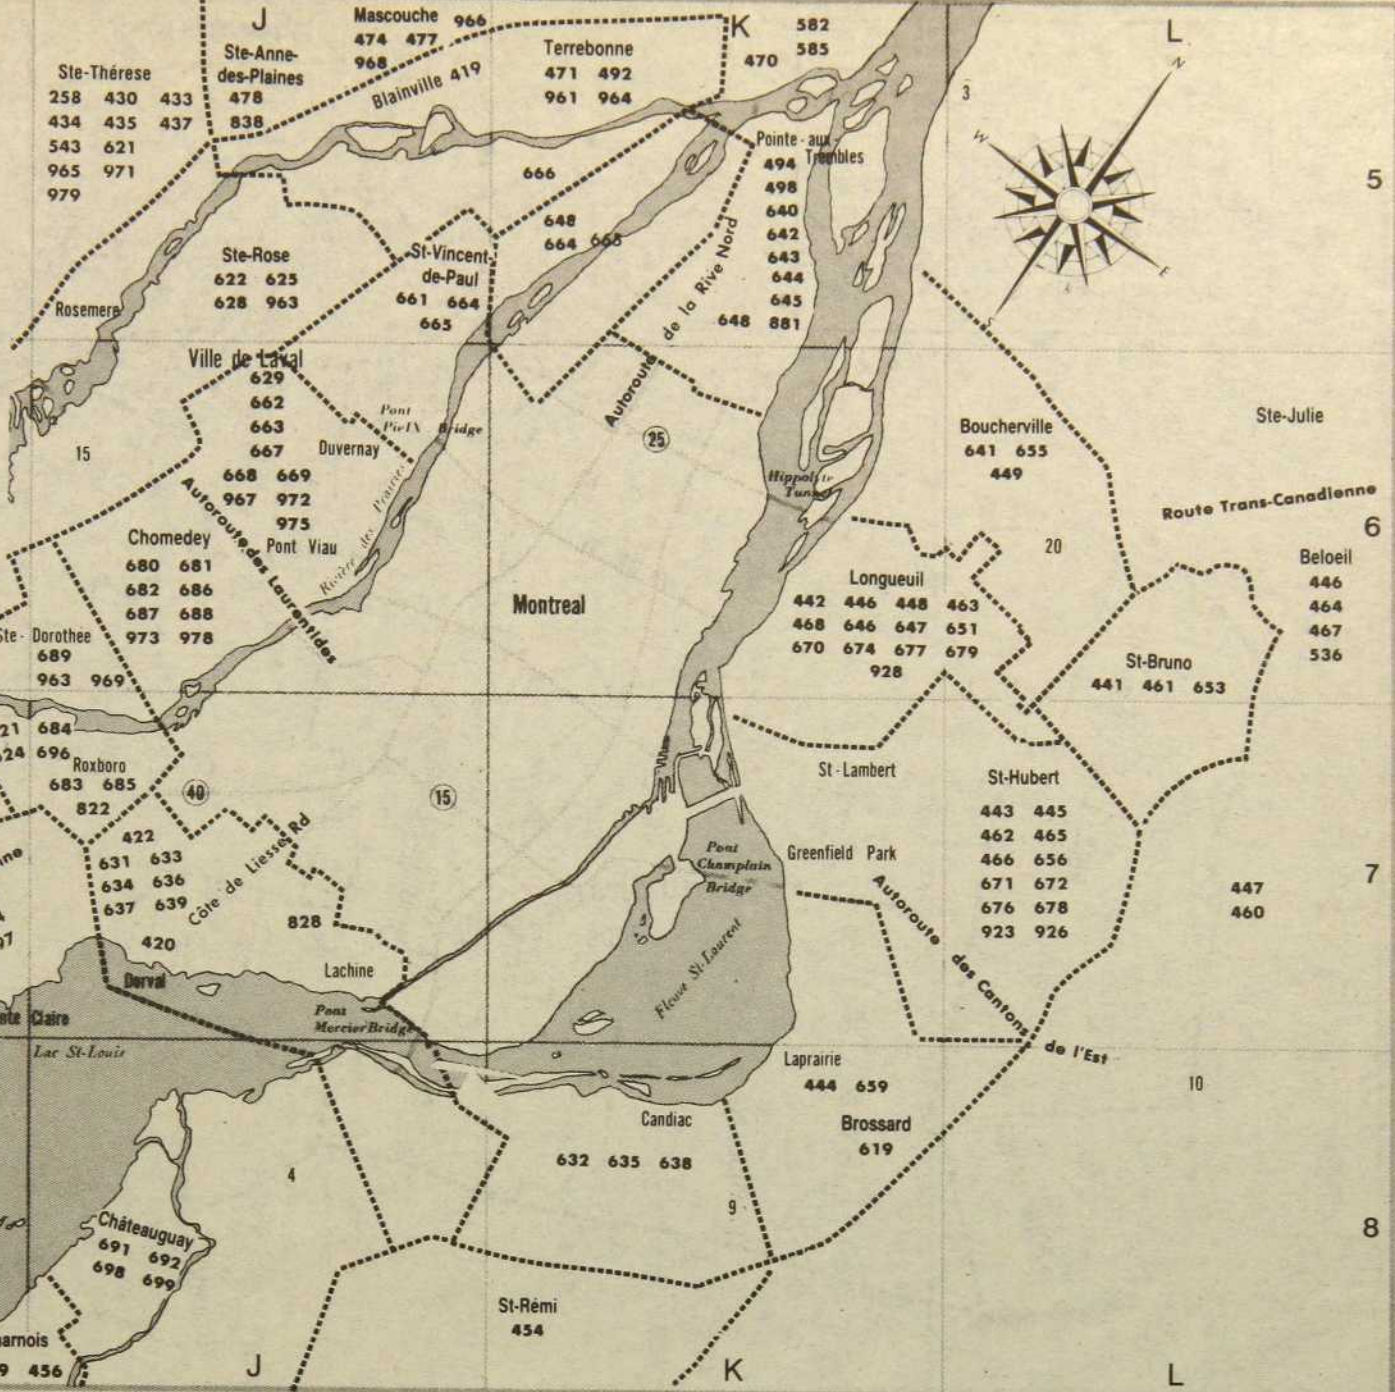 J
Mascouche 966
474 477
968
K
582
585
470
L
Ste-Thérese
258 430 433
434 435 437
543 621
965 971
979
Ste-Anne-
des-Plaines
478
838
Blainville 419
Terrebonne
471 492
961 964
3
N
W
E
S
5
Pointe-aux-
Trembles
494
498
640
642
643
644
645
648 881
666
648
664 665
Autoroute de la Rive Nord
Ste-Rose
622 625
628 963
St-Vincent-
de-Paul
661 664
665
Rosemere
Ville de Laval
629
662
663
667
668 669
967 972
975
Duvernay
Pont Viau
Pont
Pie IX Bridge
Rivière des Prairies
15
25
Autoroute des Laurentides
Chomedey
680 681
682 686
687 688
973 978
Montreal
Hippolyte
Tunnel
Boucherville
641 655
449
Ste-Julie
Route Trans-Canadienne
6
20
Beloeil
446
464
467
536
Longueuil
442 446 448 463
468 646 647 651
670 674 677 679
928
St-Bruno
441 461 653
Ste-Dorothée
689
963 969
21 684
624 696
Roxboro
683 685
822
40
15
422
631 633
634 636
637 639
420
Côte de Liesse Rd
828
St-Lambert
St-Hubert
443 445
462 465
466 656
671 672
676 678
923 926
Greenfield Park
Pont
Champlain
Bridge
Fleuve St-Laurent
Autoroute des Cantons de l'Est
447
460
7
97
Dorval
Lachine
Pont
Mercier Bridge
Claire
Lac St-Louis
Laprairie
444 659
Brossard
619
10
Candiac
632 635 638
4
9
8
Châteauguay
691 692
698 699
St-Rémi
454
arnois
9 456
J
K
L